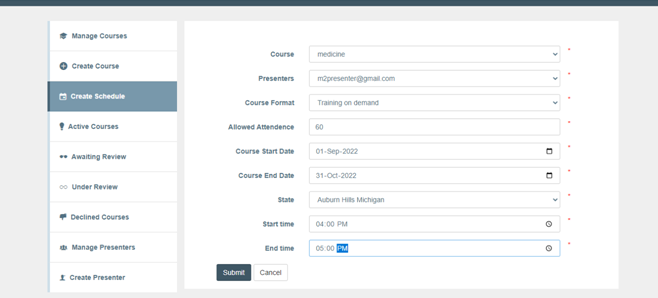 Manage Courses
Create Course
Create Schedule
Active Courses
Awaiting Review
Under Review
Declined Courses
Manage Presenters
Create Presenter
Course medicine *
Presenters m2presenter@gmail.com *
Course Format Training on demand *
Allowed Attendence 60 *
Course Start Date 01-Sep-2022 *
Course End Date 31-Oct-2022 *
State Auburn Hills Michigan *
Start time 04:00 PM *
End time 05:00 PM *
Submit Cancel